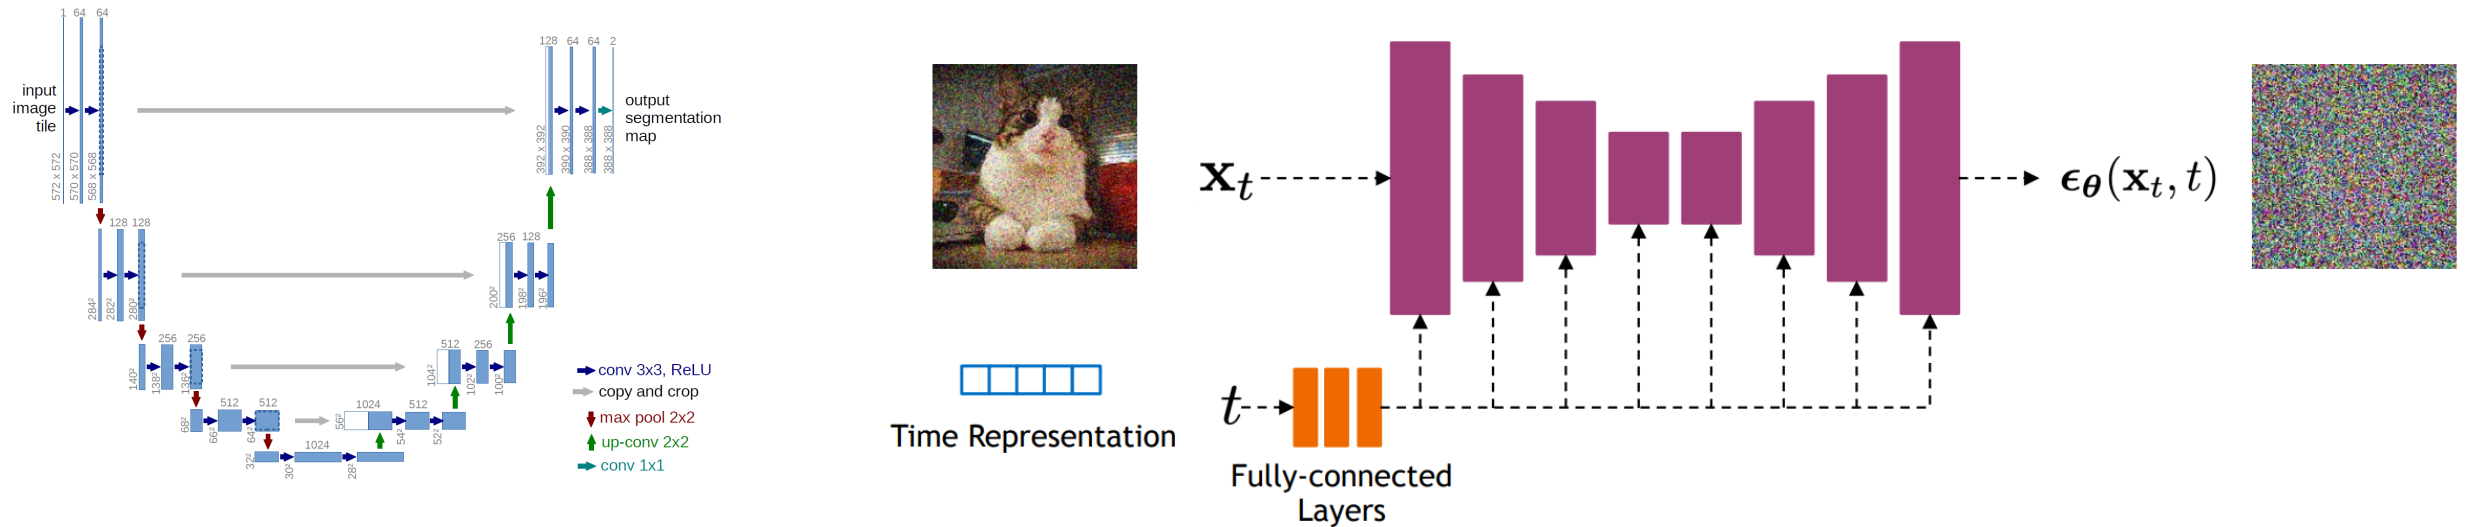 1 64 64
input
image
tile
572 x 572
570 x 570
568 x 568
128 64 64 2
output
segmentation
map
392 x 392
390 x 390
388 x 388
388 x 388
128 128
284²
282²
280²
256 128
200²
198²
196²
256 256
140²
138²
136²
512 256
104²
102²
100²
512 512
68²
66²
64²
1024 512
56²
54²
52²
1024
32²
30²
28²
conv 3x3, ReLU
copy and crop
max pool 2x2
up-conv 2x2
conv 1x1
Time Representation
x_t
ϵ_θ(x_t, t)
t
Fully-connected
Layers